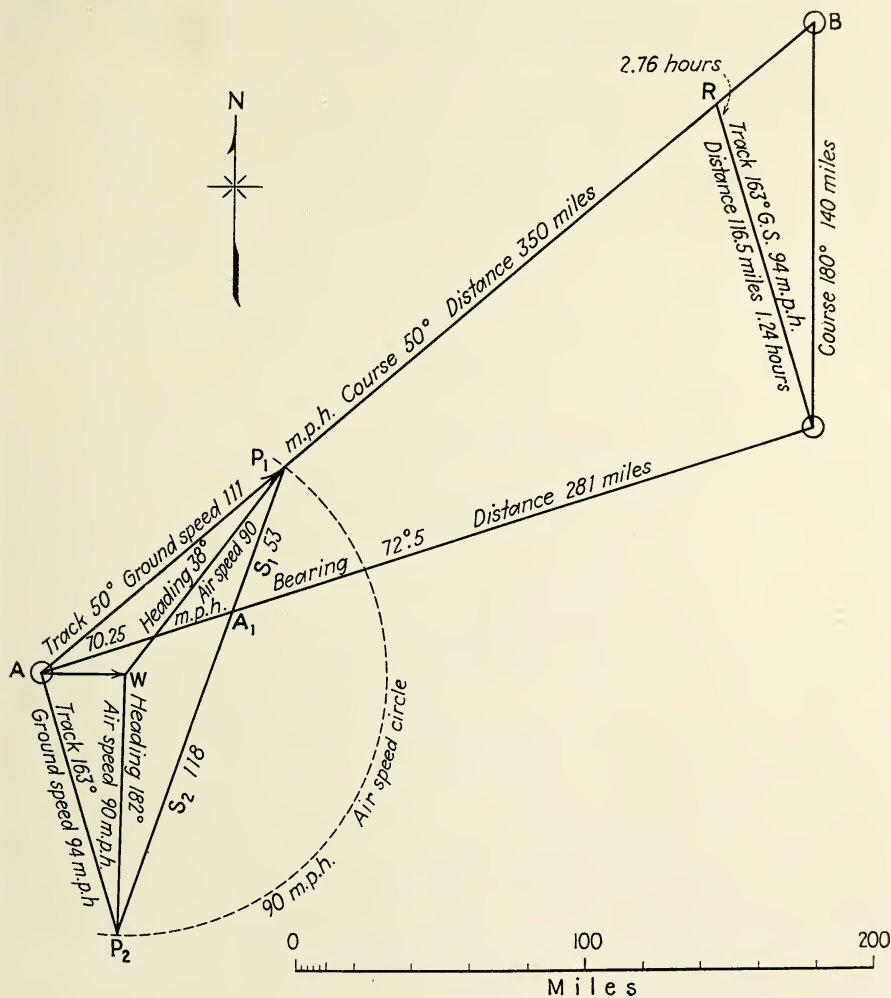 B
2.76 hours
R
N
Track 163° G.S. 94 m.p.h.
Distance 116.5 miles 1.24 hours
Course 180° 140 miles
m.p.h. Course 50° Distance 350 miles
P1
Track 50° Ground speed 111
Heading 38°
Air speed 90
S1 53
70.25 m.p.h. Bearing 72°.5 Distance 281 miles
A1
A
W
Track 163°
Ground speed 94 m.p.h
Air speed 90 m.p.h.
Heading 182°
S2 118
Air speed circle
90 m.p.h.
P2
0 100 200
Miles